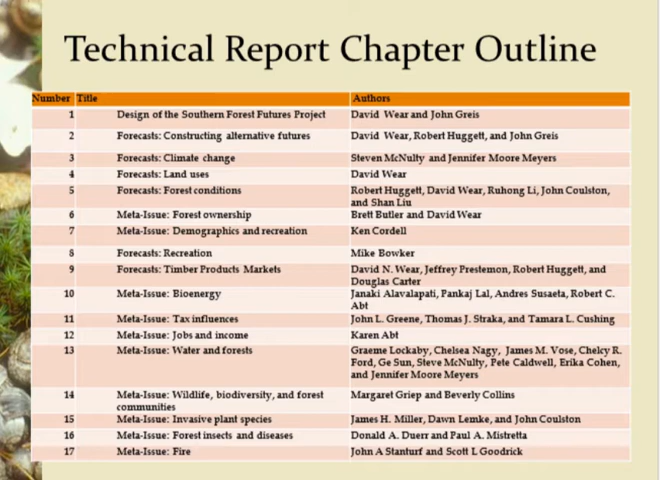 Technical Report Chapter Outline
Number Title Authors
1 Design of the Southern Forest Futures Project David Wear and John Greis
2 Forecasts: Constructing alternative futures David Wear, Robert Huggett, and John Greis
3 Forecasts: Climate change Steven McNulty and Jennifer Moore Meyers
4 Forecasts: Land uses David Wear
5 Forecasts: Forest conditions Robert Huggett, David Wear, Ruhong Li, John Coulston,
and Shan Liu
6 Meta-Issue: Forest ownership Brett Butler and David Wear
7 Meta-Issue: Demographics and recreation Ken Cordell
8 Forecasts: Recreation Mike Bowker
9 Forecasts: Timber Products Markets David N. Wear, Jeffrey Prestemon, Robert Huggett, and
Douglas Carter
10 Meta-Issue: Bioenergy Janaki Alavalapati, Pankaj Lal, Andres Susaeta, Robert C.
Abt
11 Meta-Issue: Tax influences John L. Greene, Thomas J. Straka, and Tamara L. Cushing
12 Meta-Issue: Jobs and income Karen Abt
13 Meta-Issue: Water and forests Graeme Lockaby, Chelsea Nagy, James M. Vose, Chelcy R.
Ford, Ge Sun, Steve McNulty, Pete Caldwell, Erika Cohen,
and Jennifer Moore Meyers
14 Meta-Issue: Wildlife, biodiversity, and forest Margaret Griep and Beverly Collins
communities
15 Meta-Issue: Invasive plant species James H. Miller, Dawn Lemke, and John Coulston
16 Meta-Issue: Forest insects and diseases Donald A. Duerr and Paul A. Mistretta
17 Meta-Issue: Fire John A Stanturf and Scott L Goodrick